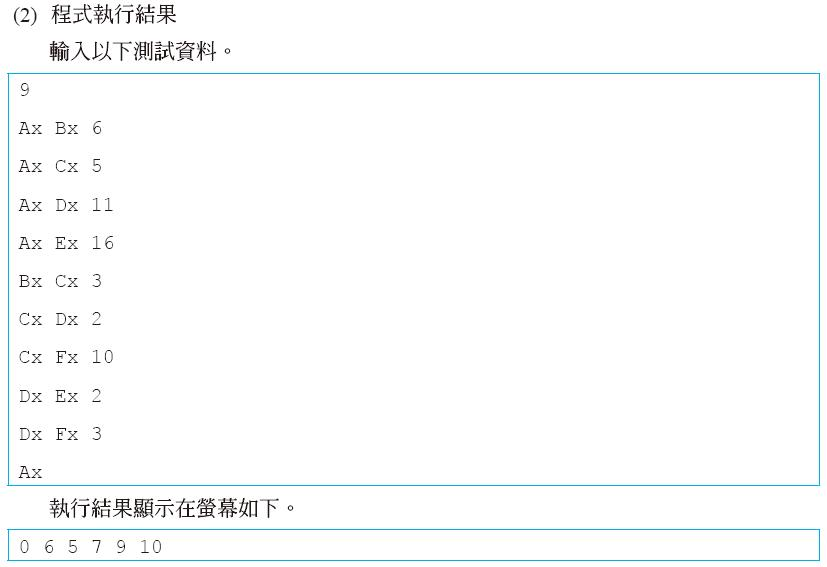 (2) 程式執行結果
輸入以下測試資料。
9
Ax Bx 6
Ax Cx 5
Ax Dx 11
Ax Ex 16
Bx Cx 3
Cx Dx 2
Cx Fx 10
Dx Ex 2
Dx Fx 3
Ax
執行結果顯示在螢幕如下。
0 6 5 7 9 10